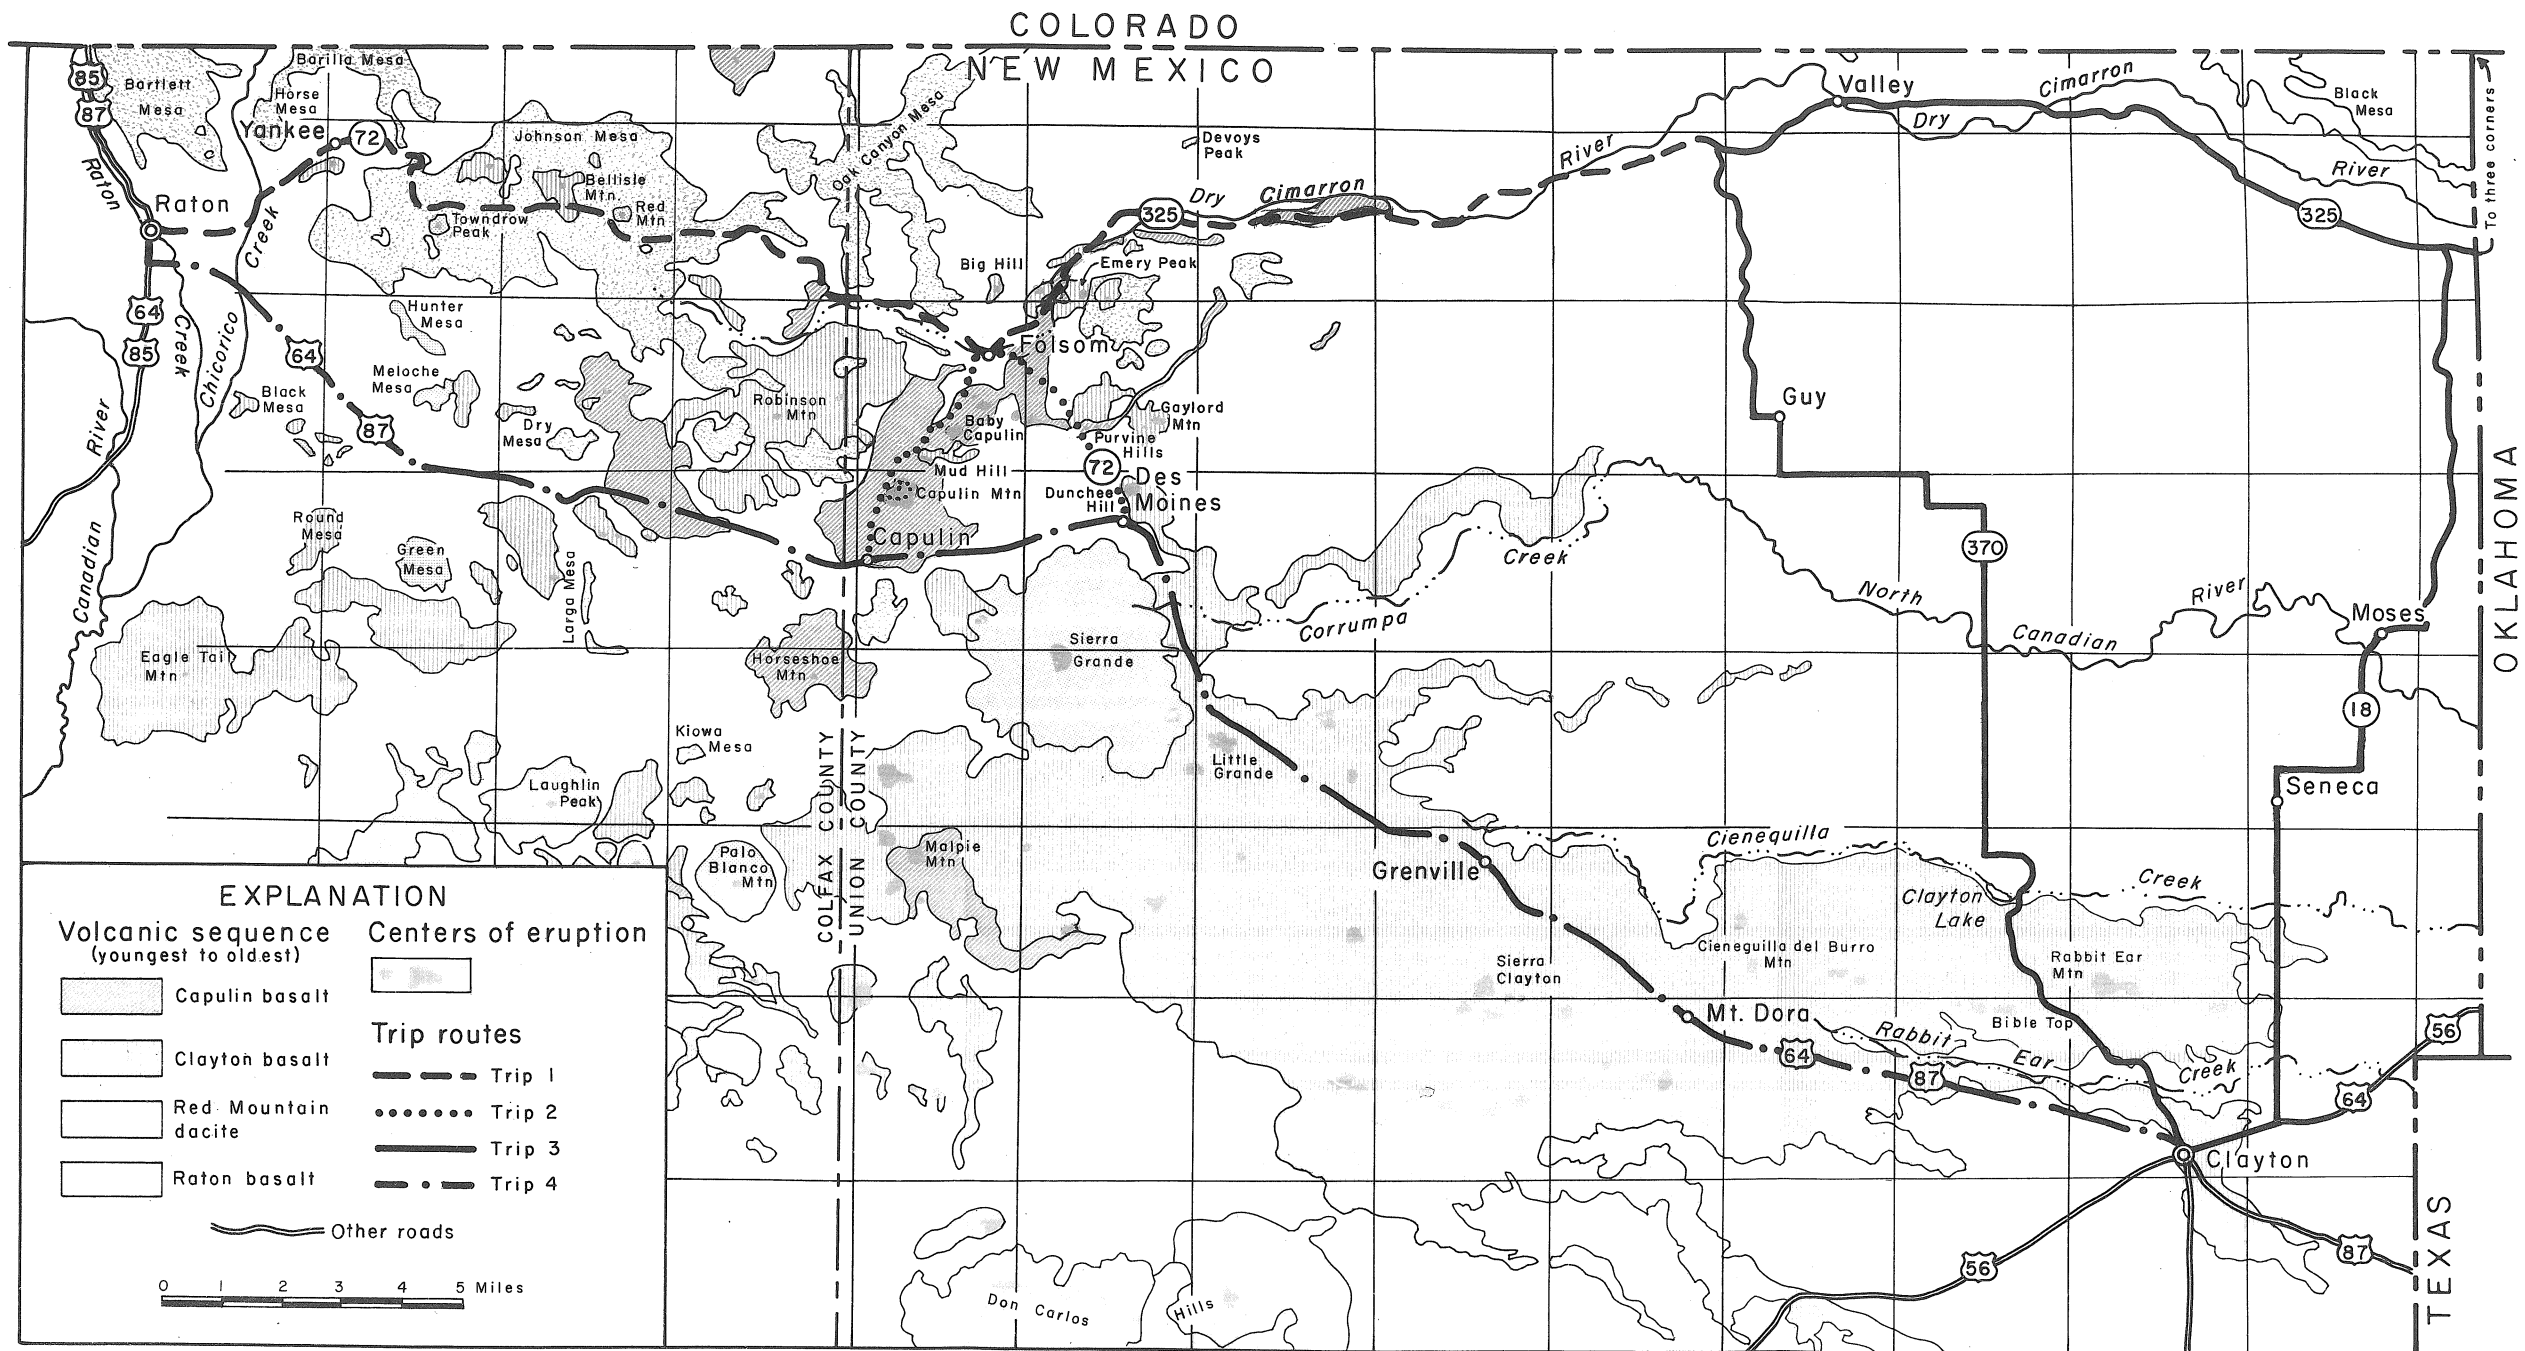 COLORADO
NEW MEXICO
85
87
Bartlett
Mesa
Barilla Mesa
Horse
Mesa
Yankee
72
Johnson Mesa
Bellisle
Mtn
Red
Mtn
Towndrow
Peak
Oak Canyon Mesa
Devoys
Peak
River
Valley
Dry
Cimarron
River
Black
Mesa
To three corners
325
Raton
Raton
Creek
64
85
Creek
Chicorico
Hunter
Mesa
Big Hill
Emery Peak
325
Dry
Cimarron
Folsom
64
87
Black
Mesa
Meloche
Mesa
Dry
Mesa
Robinson
Mtn
Baby
Capulin
Gaylord
Mtn
Purvine
Hills
72
Mud Hill
Capulin Mtn
Dunchee
Hill
Des
Moines
Guy
River
Canadian
Round
Mesa
Green
Mesa
Larga Mesa
Capulin
Creek
Corrumpa
370
North
Canadian
River
Moses
OKLAHOMA
Eagle Tail
Mtn
Horseshoe
Mtn
Sierra
Grande
18
Kiowa
Mesa
Laughlin
Peak
Little
Grande
Seneca
COLFAX COUNTY
UNION COUNTY
Palo
Blanco
Mtn
Malpie
Mtn
Grenville
Cienequilla
Creek
Clayton
Lake
Cieneguilla del Burro
Mtn
Rabbit Ear
Mtn
Sierra
Clayton
Mt. Dora
Bible Top
Rabbit
Ear
Creek
64
87
56
64
Clayton
56
87
TEXAS
Don Carlos
Hills
EXPLANATION
Volcanic sequence
(youngest to oldest)
Capulin basalt
Clayton basalt
Red Mountain
dacite
Raton basalt
Centers of eruption
Trip routes
Trip 1
Trip 2
Trip 3
Trip 4
Other roads
0 1 2 3 4 5 Miles